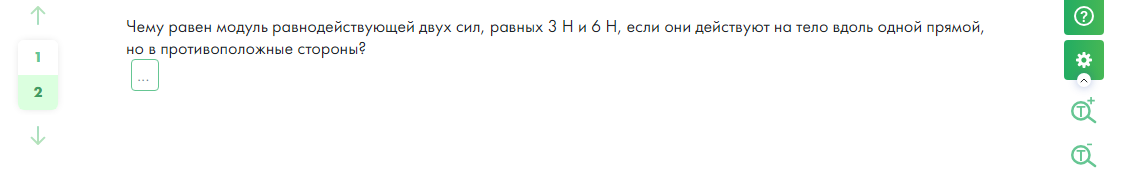 Чему равен модуль равнодействующей двух сил, равных 3 Н и 6 Н, если они действуют на тело вдоль одной прямой,
но в противоположные стороны?
...
1
2
?
T+
T-